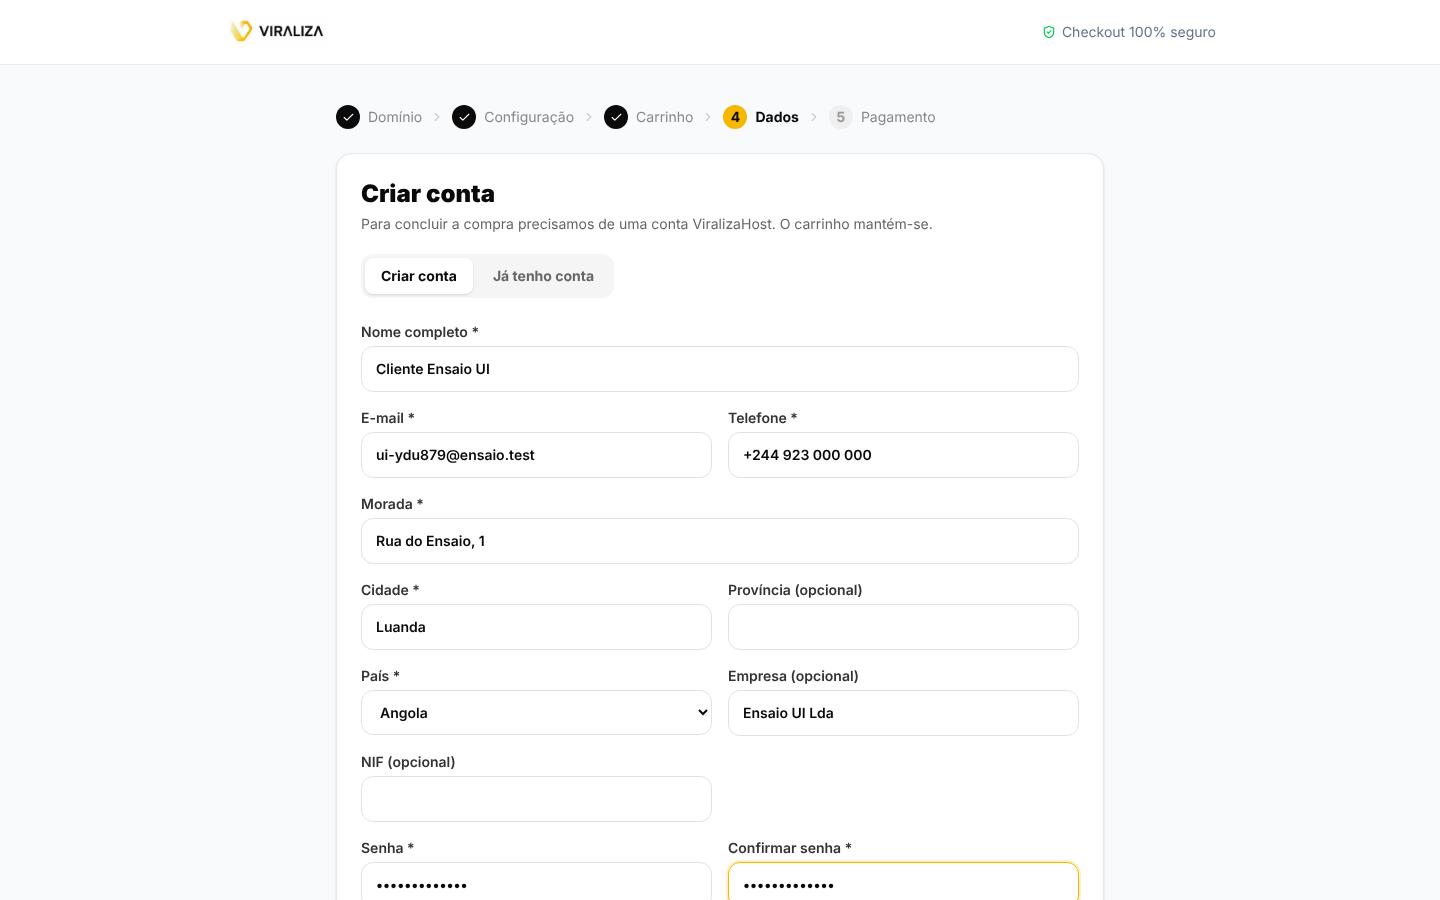 VIRALIZA
Checkout 100% seguro
Domínio
Configuração
Carrinho
4 Dados
5 Pagamento
Criar conta
Para concluir a compra precisamos de uma conta ViralizaHost. O carrinho mantém-se.
Criar conta
Já tenho conta
Nome completo *
Cliente Ensaio UI
E-mail *
Telefone *
ui-ydu879@ensaio.test
+244 923 000 000
Morada *
Rua do Ensaio, 1
Cidade *
Província (opcional)
Luanda
País *
Empresa (opcional)
Angola
Ensaio UI Lda
NIF (opcional)
Senha *
Confirmar senha *
•••••••••••••
•••••••••••••